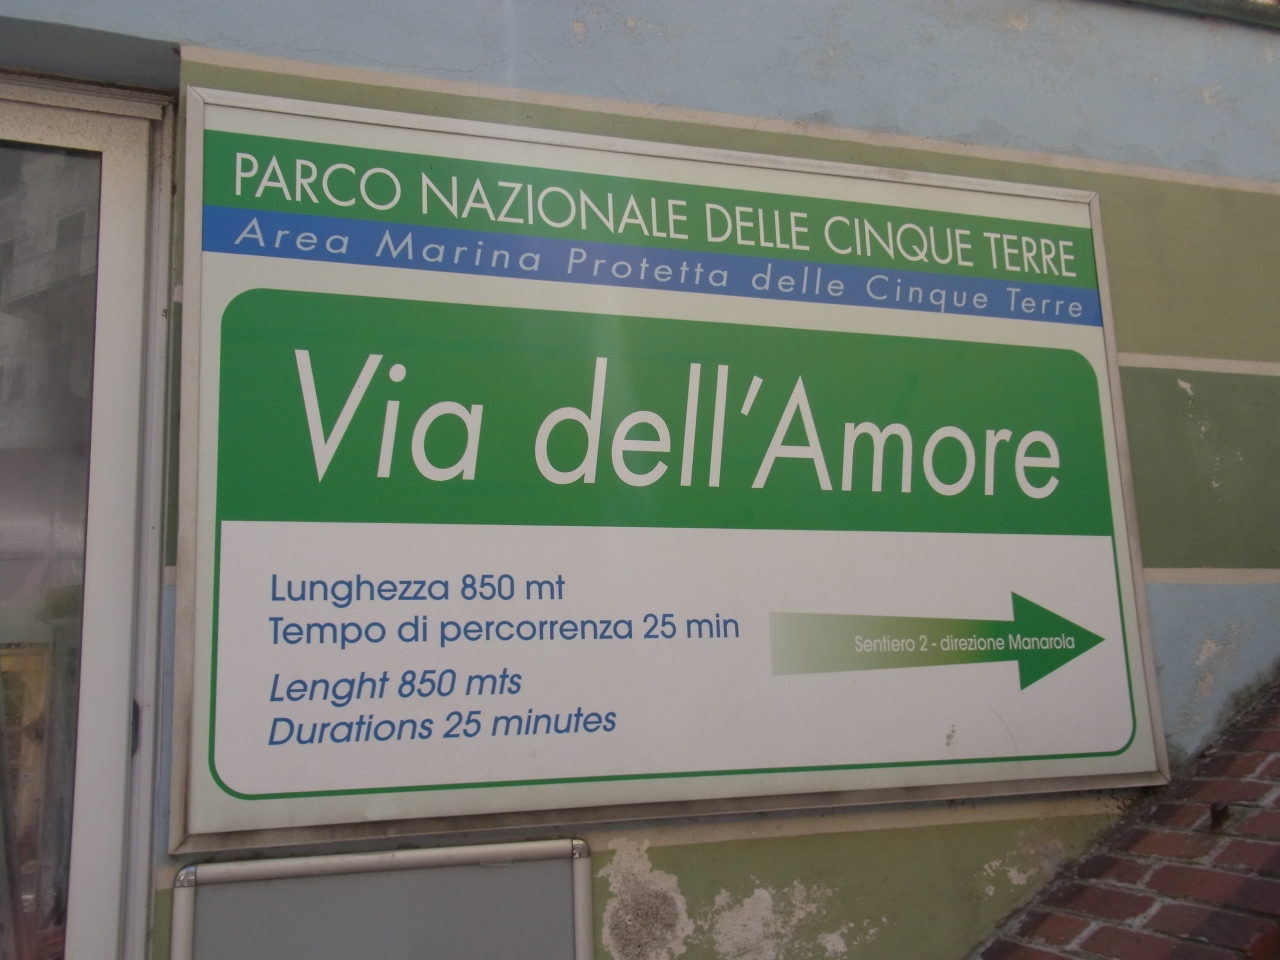 PARCO NAZIONALE DELLE CINQUE TERRE
Area Marina Protetta delle Cinque Terre
Via dell'Amore
Lunghezza 850 mt
Tempo di percorrenza 25 min
Lenght 850 mts
Durations 25 minutes
Sentiero 2 - direzione Manarola